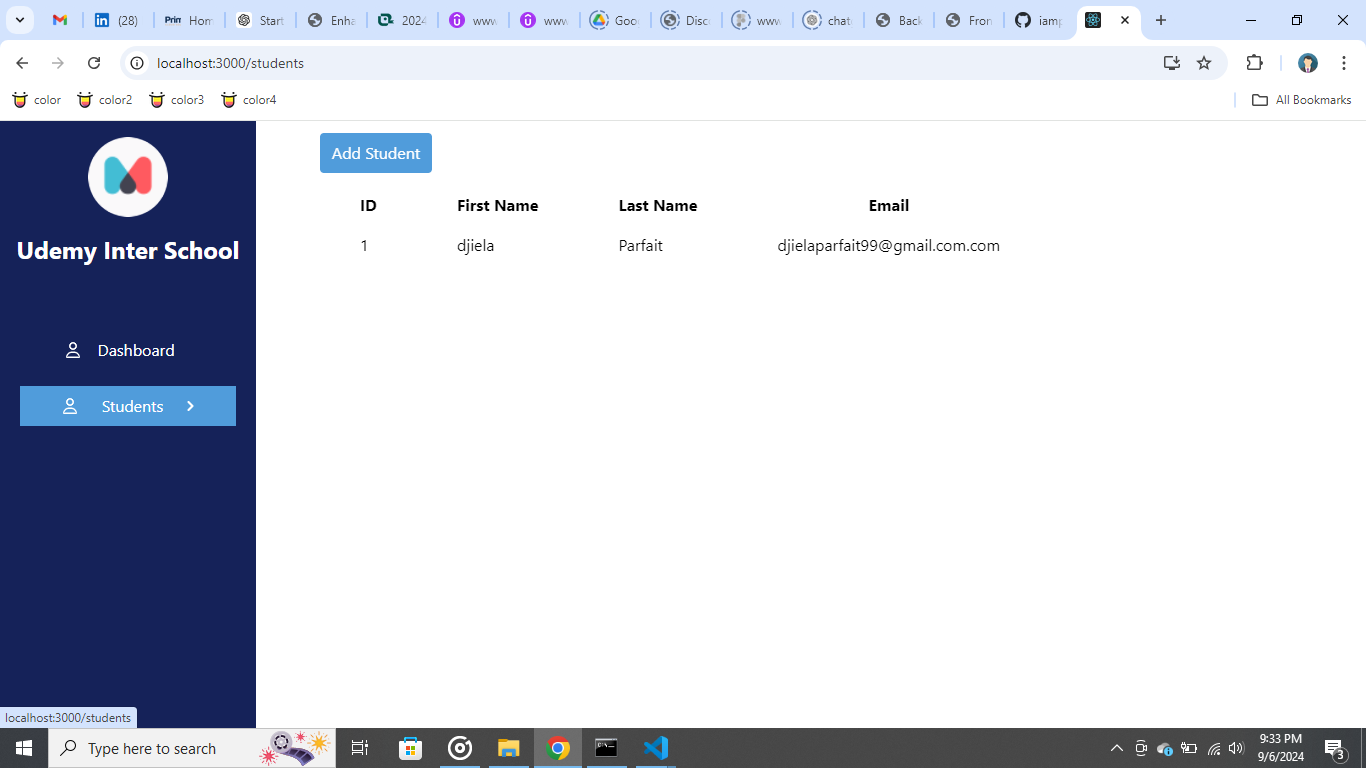 (28)
Prim
Hom
Start
Enha
2024
www
www
Goo
Disc
www
chat
Back
Fron
iamp
localhost:3000/students
color
color2
color3
color4
All Bookmarks
Add Student
Udemy Inter School
ID First Name Last Name Email
1 djiela Parfait djielaparfait99@gmail.com.com
Dashboard
Students
localhost:3000/students
Type here to search
9:33 PM
9/6/2024
3